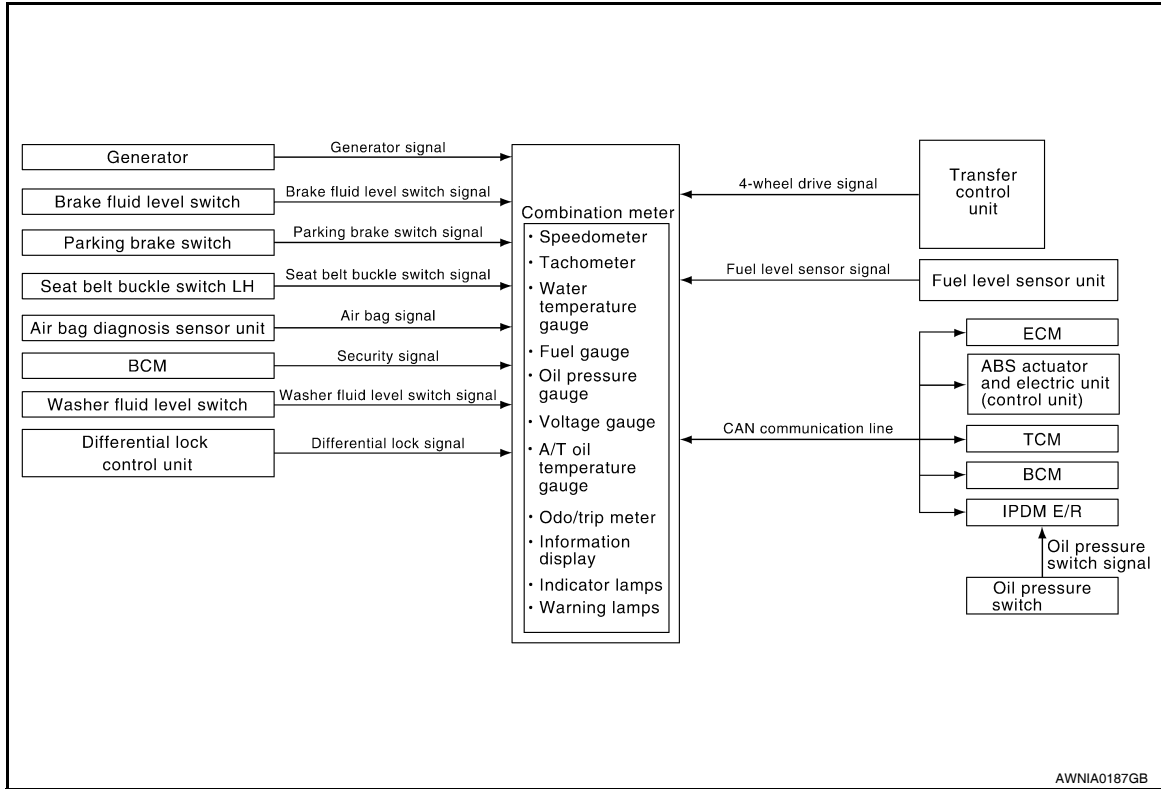 Generator
Generator signal
Brake fluid level switch
Brake fluid level switch signal
Parking brake switch
Parking brake switch signal
Seat belt buckle switch LH
Seat belt buckle switch signal
Air bag diagnosis sensor unit
Air bag signal
BCM
Security signal
Washer fluid level switch
Washer fluid level switch signal
Differential lock
control unit
Differential lock signal
Combination meter
· Speedometer
· Tachometer
· Water
temperature
gauge
· Fuel gauge
· Oil pressure
gauge
· Voltage gauge
· A/T oil
temperature
gauge
· Odo/trip meter
· Information
display
· Indicator lamps
· Warning lamps
4-wheel drive signal
Transfer
control
unit
Fuel level sensor signal
Fuel level sensor unit
CAN communication line
ECM
ABS actuator
and electric unit
(control unit)
TCM
BCM
IPDM E/R
Oil pressure
switch signal
Oil pressure
switch
AWNIA0187GB